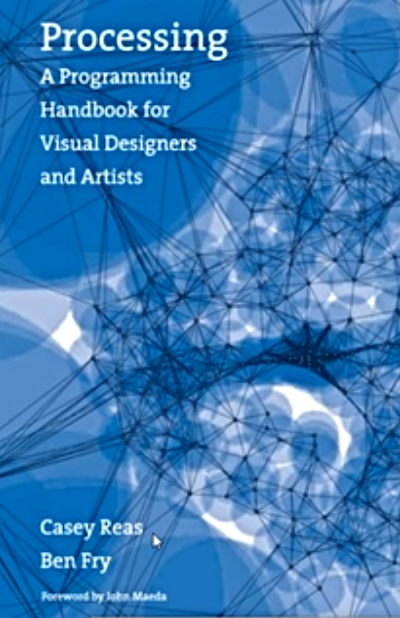 Processing
A Programming
Handbook for
Visual Designers
and Artists
Casey Reas
Ben Fry
Foreword by John Maeda